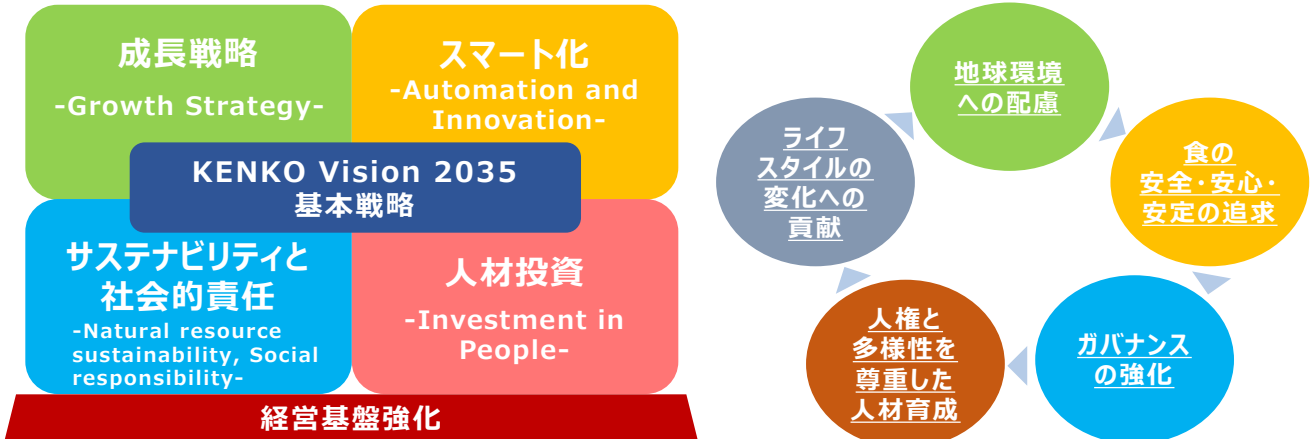 成長戦略
-Growth Strategy-
スマート化
-Automation and
Innovation-
KENKO Vision 2035
基本戦略
サステナビリティと
社会的責任
-Natural resource
sustainability, Social
responsibility-
人材投資
-Investment in
People-
経営基盤強化
地球環境
への配慮
食の
安全・安心・
安定の追求
ガバナンス
の強化
人権と
多様性を
尊重した
人材育成
ライフ
スタイルの
変化への
貢献